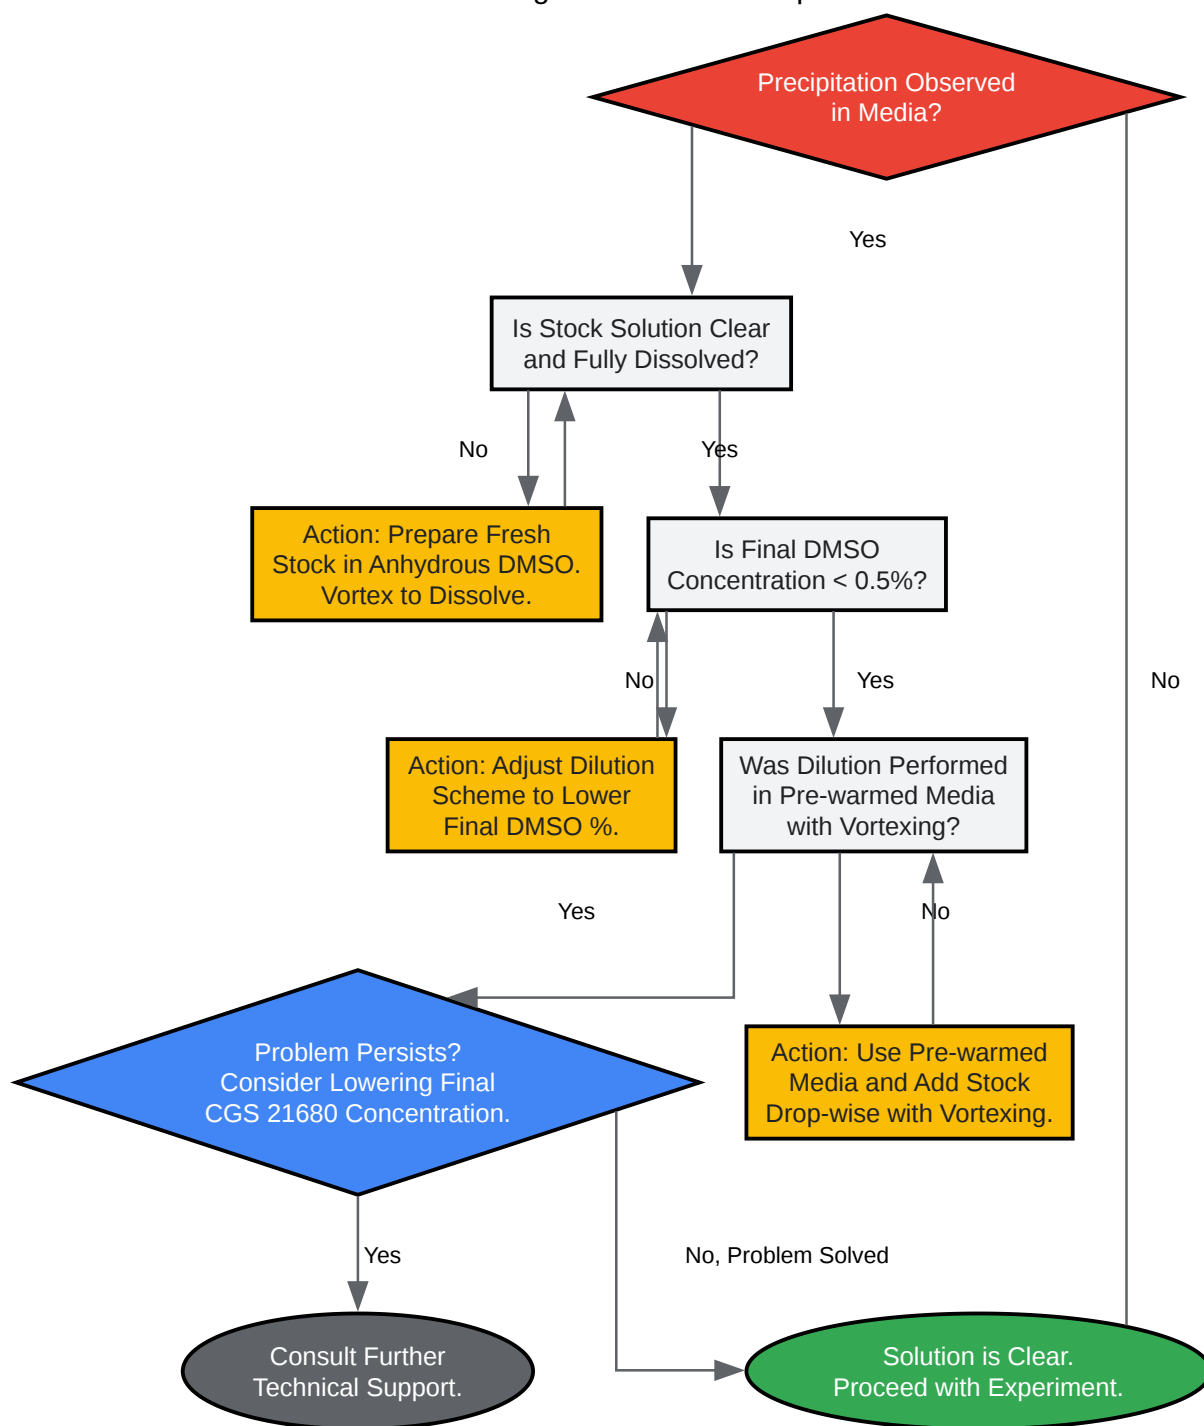 Precipitation Observed
in Media?
Yes
Is Stock Solution Clear
and Fully Dissolved?
No
Yes
Action: Prepare Fresh
Stock in Anhydrous DMSO.
Vortex to Dissolve.
Is Final DMSO
Concentration < 0.5%?
No
Yes
No
Action: Adjust Dilution
Scheme to Lower
Final DMSO %.
Was Dilution Performed
in Pre-warmed Media
with Vortexing?
Yes
No
Problem Persists?
Consider Lowering Final
CGS 21680 Concentration.
Action: Use Pre-warmed
Media and Add Stock
Drop-wise with Vortexing.
Yes
No, Problem Solved
Consult Further
Technical Support.
Solution is Clear.
Proceed with Experiment.